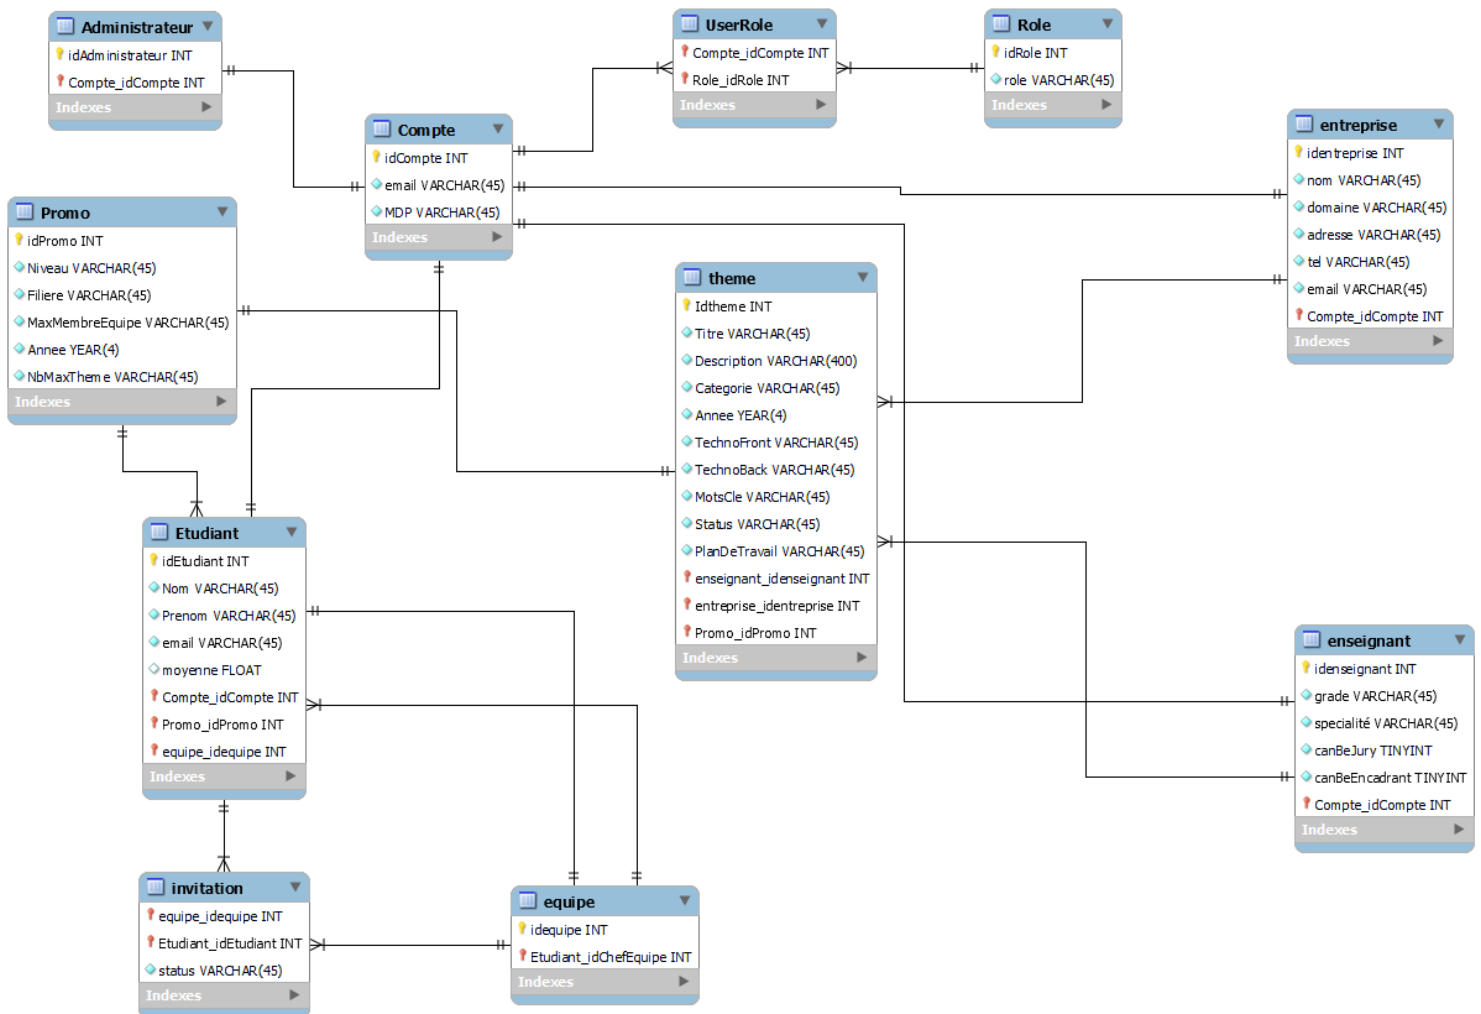 Administrateur
idAdministrateur INT
Compte_idCompte INT
Indexes
UserRole
Compte_idCompte INT
Role_idRole INT
Indexes
Role
idRole INT
role VARCHAR(45)
Indexes
Compte
idCompte INT
email VARCHAR(45)
MDP VARCHAR(45)
Indexes
entreprise
identreprise INT
nom VARCHAR(45)
domaine VARCHAR(45)
adresse VARCHAR(45)
tel VARCHAR(45)
email VARCHAR(45)
Compte_idCompte INT
Indexes
Promo
idPromo INT
Niveau VARCHAR(45)
Filiere VARCHAR(45)
MaxMembreEquipe VARCHAR(45)
Annee YEAR(4)
NbMaxTheme VARCHAR(45)
Indexes
theme
Idtheme INT
Titre VARCHAR(45)
Description VARCHAR(400)
Categorie VARCHAR(45)
Annee YEAR(4)
TechnoFront VARCHAR(45)
TechnoBack VARCHAR(45)
MotsCle VARCHAR(45)
Status VARCHAR(45)
PlanDeTravail VARCHAR(45)
enseignant_idenseignant INT
entreprise_identreprise INT
Promo_idPromo INT
Indexes
Etudiant
idEtudiant INT
Nom VARCHAR(45)
Prenom VARCHAR(45)
email VARCHAR(45)
moyenne FLOAT
Compte_idCompte INT
Promo_idPromo INT
equipe_idequipe INT
Indexes
enseignant
idenseignant INT
grade VARCHAR(45)
specialité VARCHAR(45)
canBeJury TINYINT
canBeEncadrant TINYINT
Compte_idCompte INT
Indexes
invitation
equipe_idequipe INT
Etudiant_idEtudiant INT
status VARCHAR(45)
Indexes
equipe
idequipe INT
Etudiant_idChefEquipe INT
Indexes